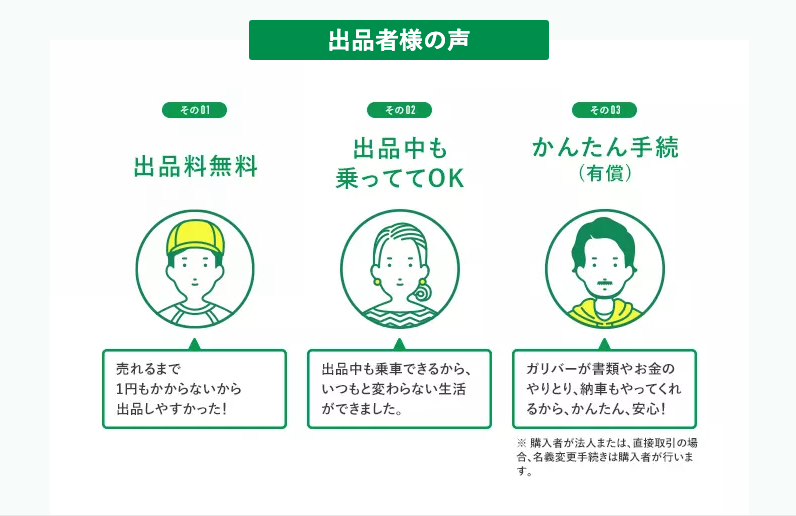 出品者様の声
その01
出品料無料
売れるまで
1円もかからないから
出品しやすかった!
その02
出品中も
乗っててOK
出品中も乗車できるから、
いつもと変わらない生活
ができました。
その03
かんたん手続
(有償)
ガリバーが書類やお金の
やりとり、納車もやってくれ
るから、かんたん、安心!
※ 購入者が法人または、直接取引の場
合、名義変更手続きは購入者が行いま
す。